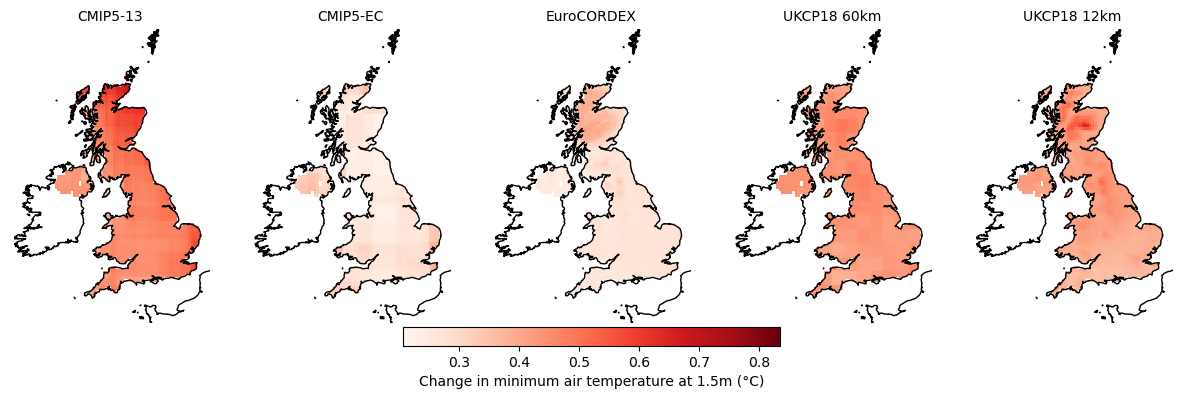 CMIP5-13 CMIP5-EC EuroCORDEX UKCP18 60km UKCP18 12km
0.3 0.4 0.5 0.6 0.7 0.8
Change in minimum air temperature at 1.5m (°C)